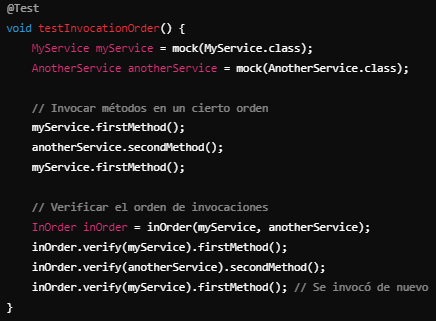 @Test
void testInvocationOrder() {
    MyService myService = mock(MyService.class);
    AnotherService anotherService = mock(AnotherService.class);

    // Invocar métodos en un cierto orden
    myService.firstMethod();
    anotherService.secondMethod();
    myService.firstMethod();

    // Verificar el orden de invocaciones
    InOrder inOrder = inOrder(myService, anotherService);
    inOrder.verify(myService).firstMethod();
    inOrder.verify(anotherService).secondMethod();
    inOrder.verify(myService).firstMethod(); // Se invocó de nuevo
}